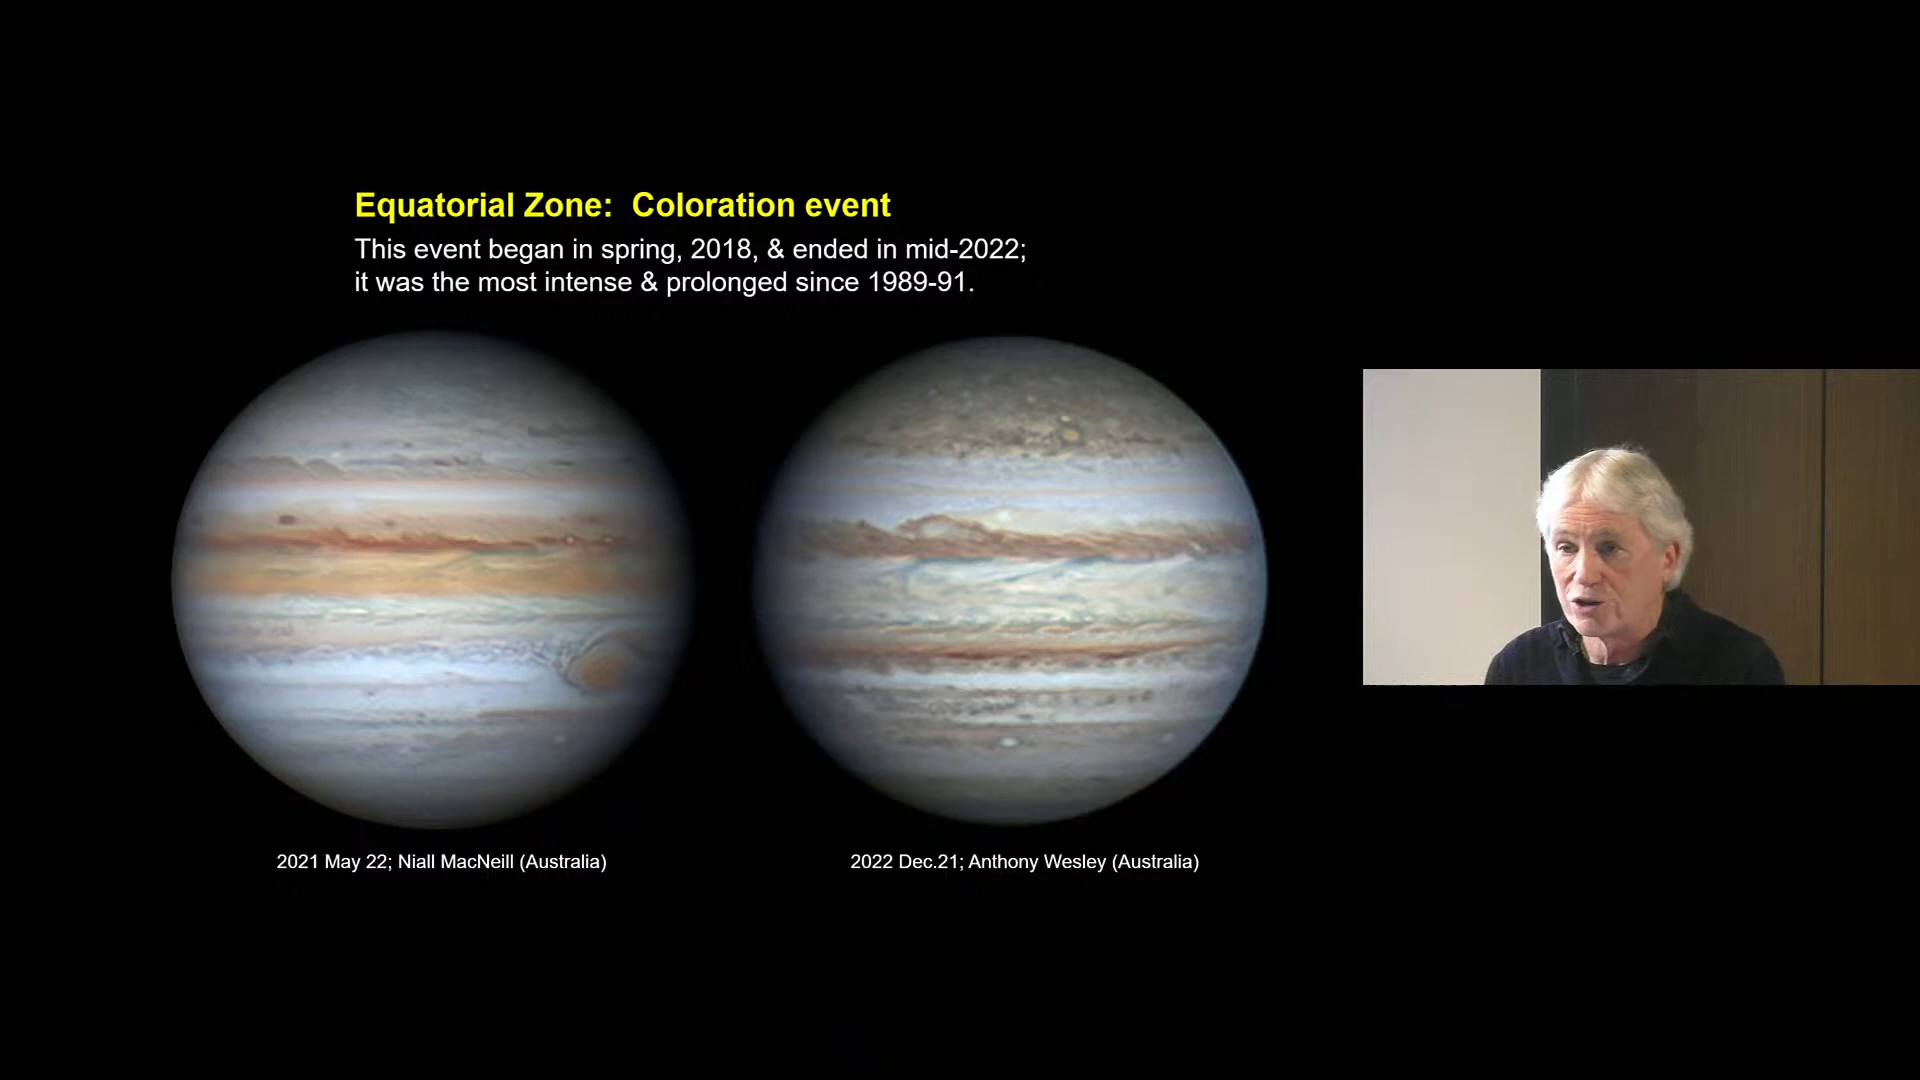 Equatorial Zone: Coloration event
This event began in spring, 2018, & ended in mid-2022;
it was the most intense & prolonged since 1989-91.
2021 May 22; Niall MacNeill (Australia)
2022 Dec.21; Anthony Wesley (Australia)